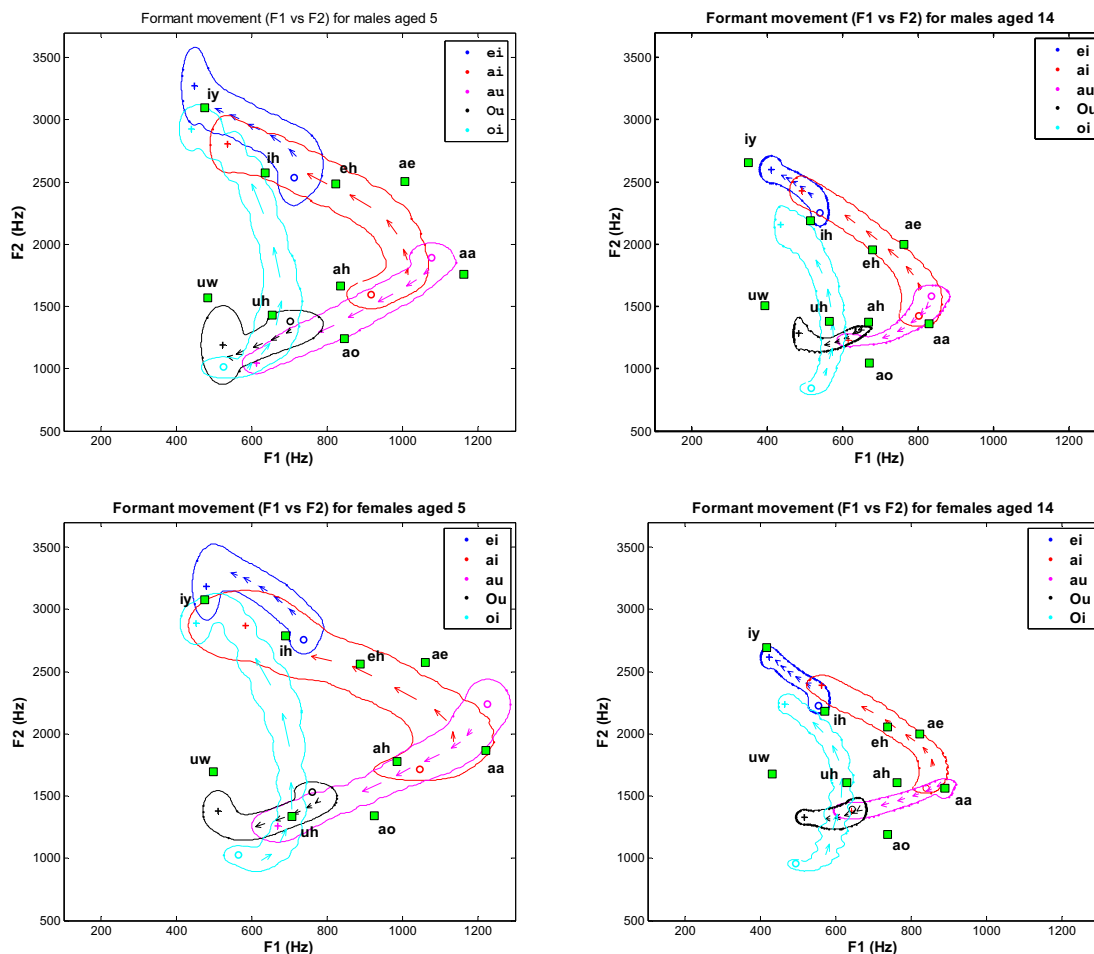 Formant movement (F1 vs F2) for males aged 5
3500
3000
2500
2000
1500
1000
500
F2 (Hz)
200 400 600 800 1000 1200
F1 (Hz)
ei
ai
au
Ou
oi
iy
ih
eh
ae
aa
ah
uw
uh
ao
Formant movement (F1 vs F2) for males aged 14
3500
3000
2500
2000
1500
1000
500
F2 (Hz)
200 400 600 800 1000 1200
F1 (Hz)
ei
ai
au
Ou
oi
iy
ih
ae
eh
uw
uh
ah
aa
ao
Formant movement (F1 vs F2) for females aged 5
3500
3000
2500
2000
1500
1000
500
F2 (Hz)
200 400 600 800 1000 1200
F1 (Hz)
ei
ai
au
Ou
oi
iy
ih
eh
ae
ah
aa
uw
uh
ao
Formant movement (F1 vs F2) for females aged 14
3500
3000
2500
2000
1500
1000
500
F2 (Hz)
200 400 600 800 1000 1200
F1 (Hz)
ei
ai
au
Ou
Oi
iy
ih
ae
eh
uw
uh
ah
aa
ao